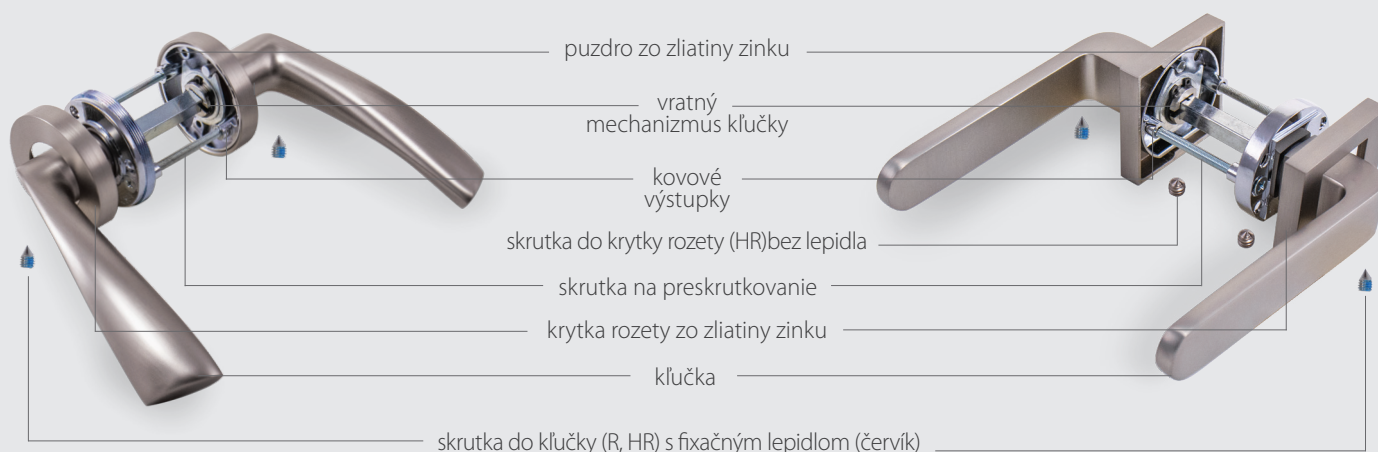 puzdro zo zliatiny zinku
vratný
mechanizmus kľučky
kovové
výstupky
skrutka do krytky rozety (HR)bez lepidla
skrutka na preskrutkovanie
krytka rozety zo zliatiny zinku
kľučka
skrutka do kľučky (R, HR) s fixačným lepidlom (červík)